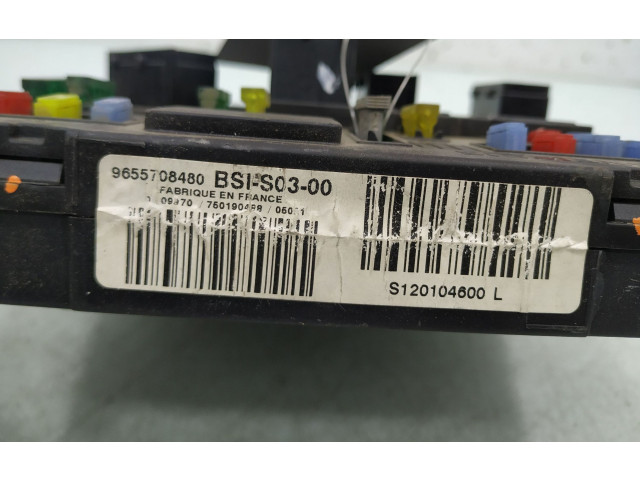 9655708480 BSI-S03-00
FABRIQUE EN FRANCE
S120104600 L